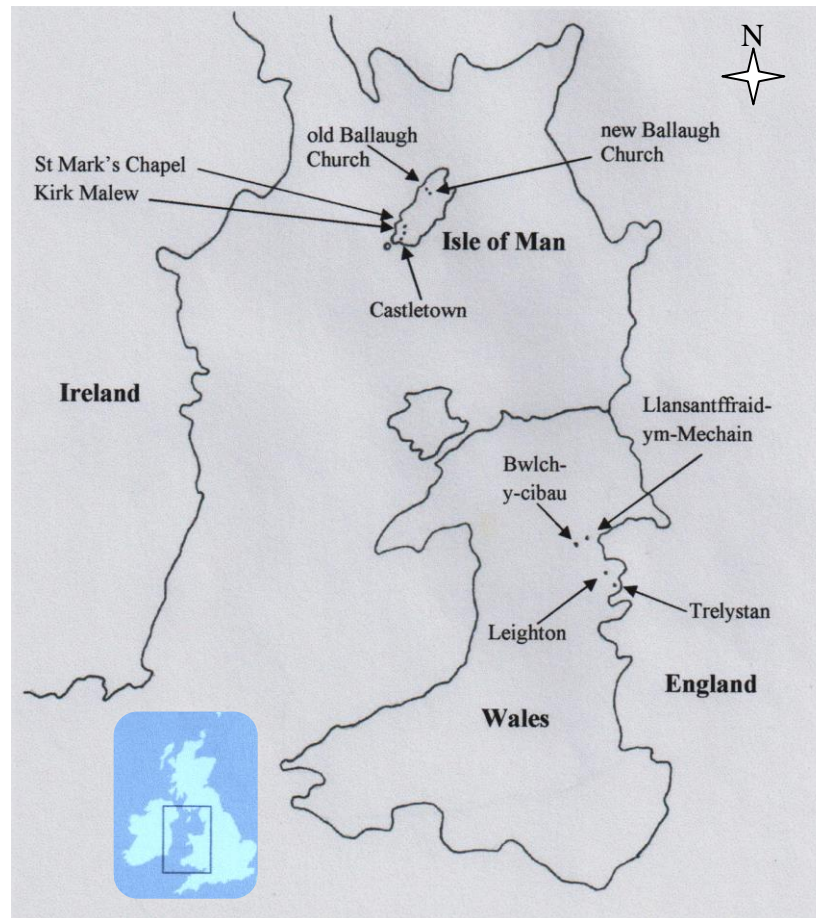 N
old Ballaugh
Church
new Ballaugh
Church
St Mark's Chapel
Kirk Malew
Isle of Man
Castletown
Ireland
Llansantffraid-
ym-Mechain
Bwlch-
y-cibau
Leighton
Trelystan
England
Wales